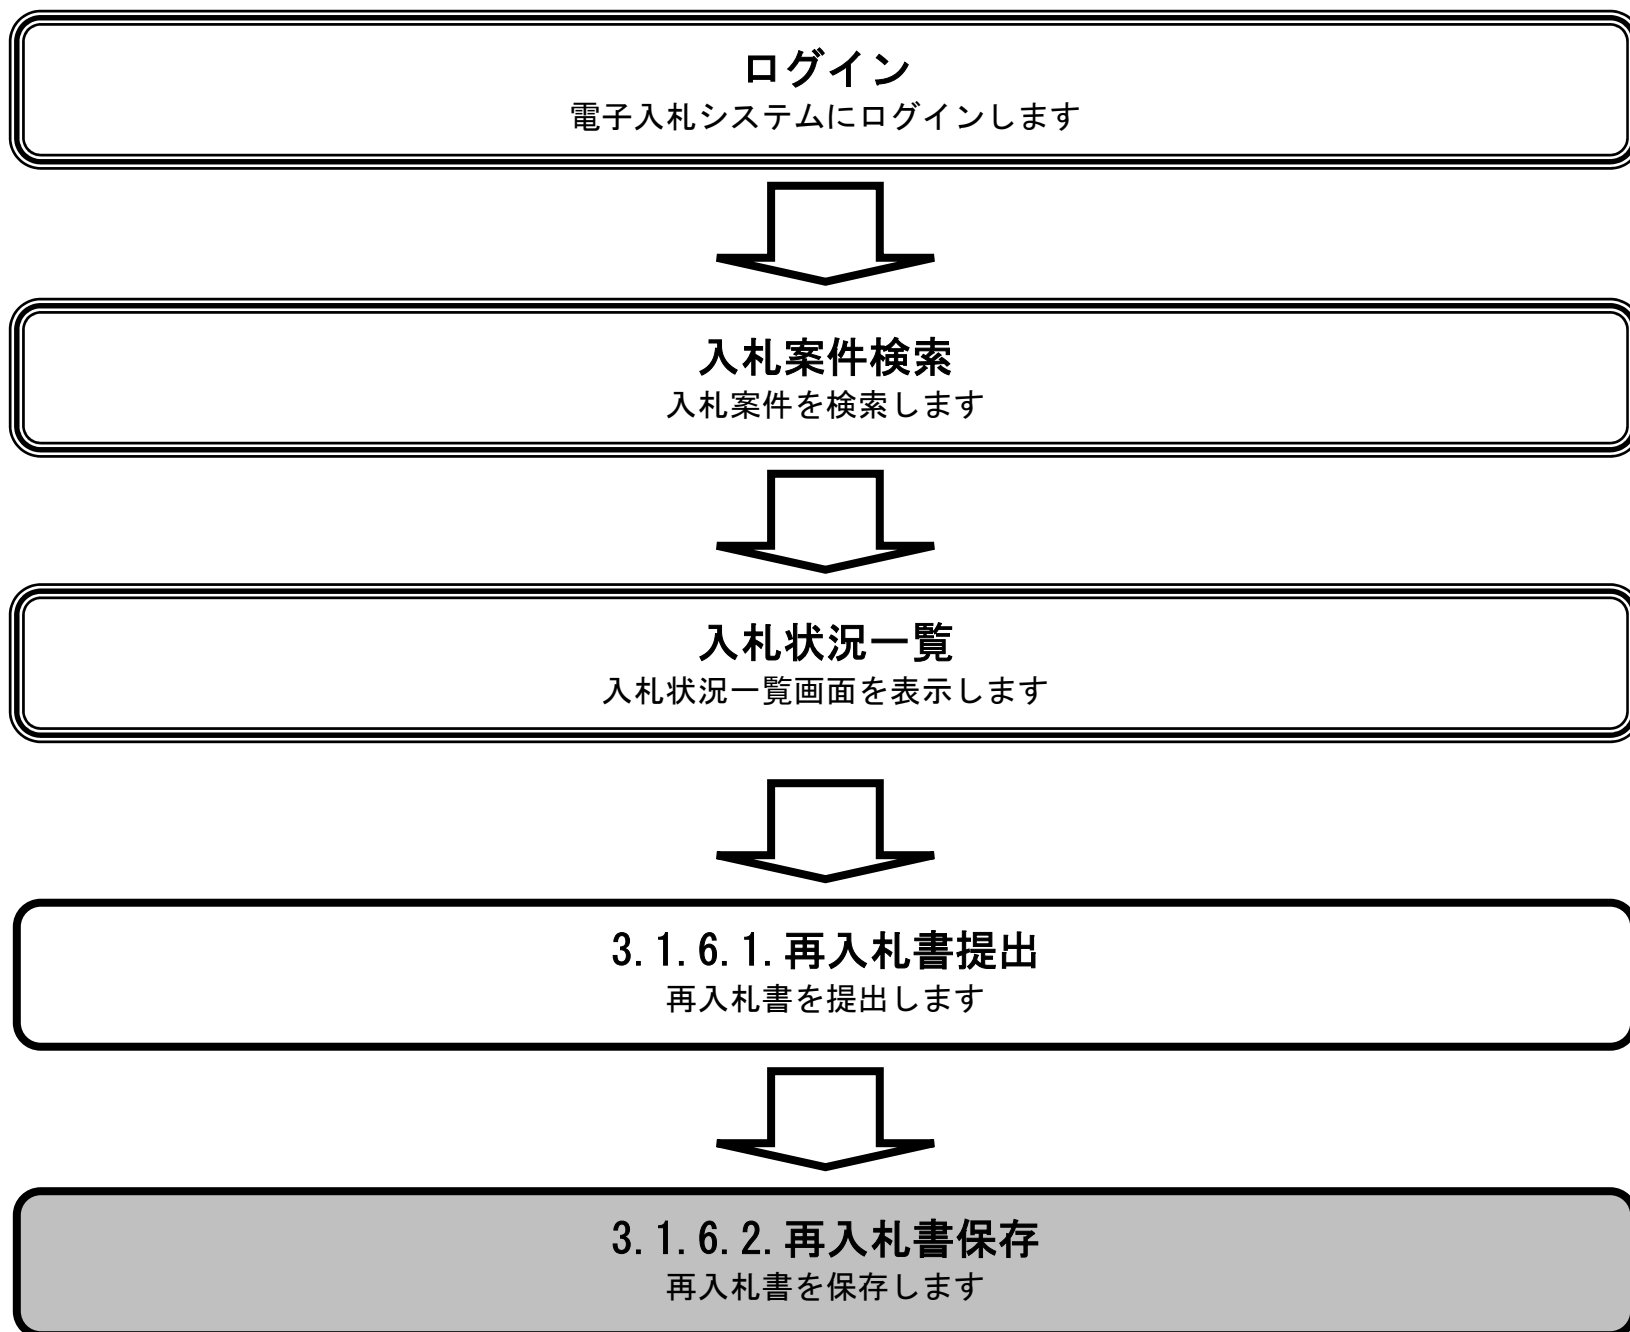 ログイン
電子入札システムにログインします
入札案件検索
入札案件を検索します
入札状況一覧
入札状況一覧画面を表示します
3.1.6.1.再入札書提出
再入札書を提出します
3.1.6.2.再入札書保存
再入札書を保存します